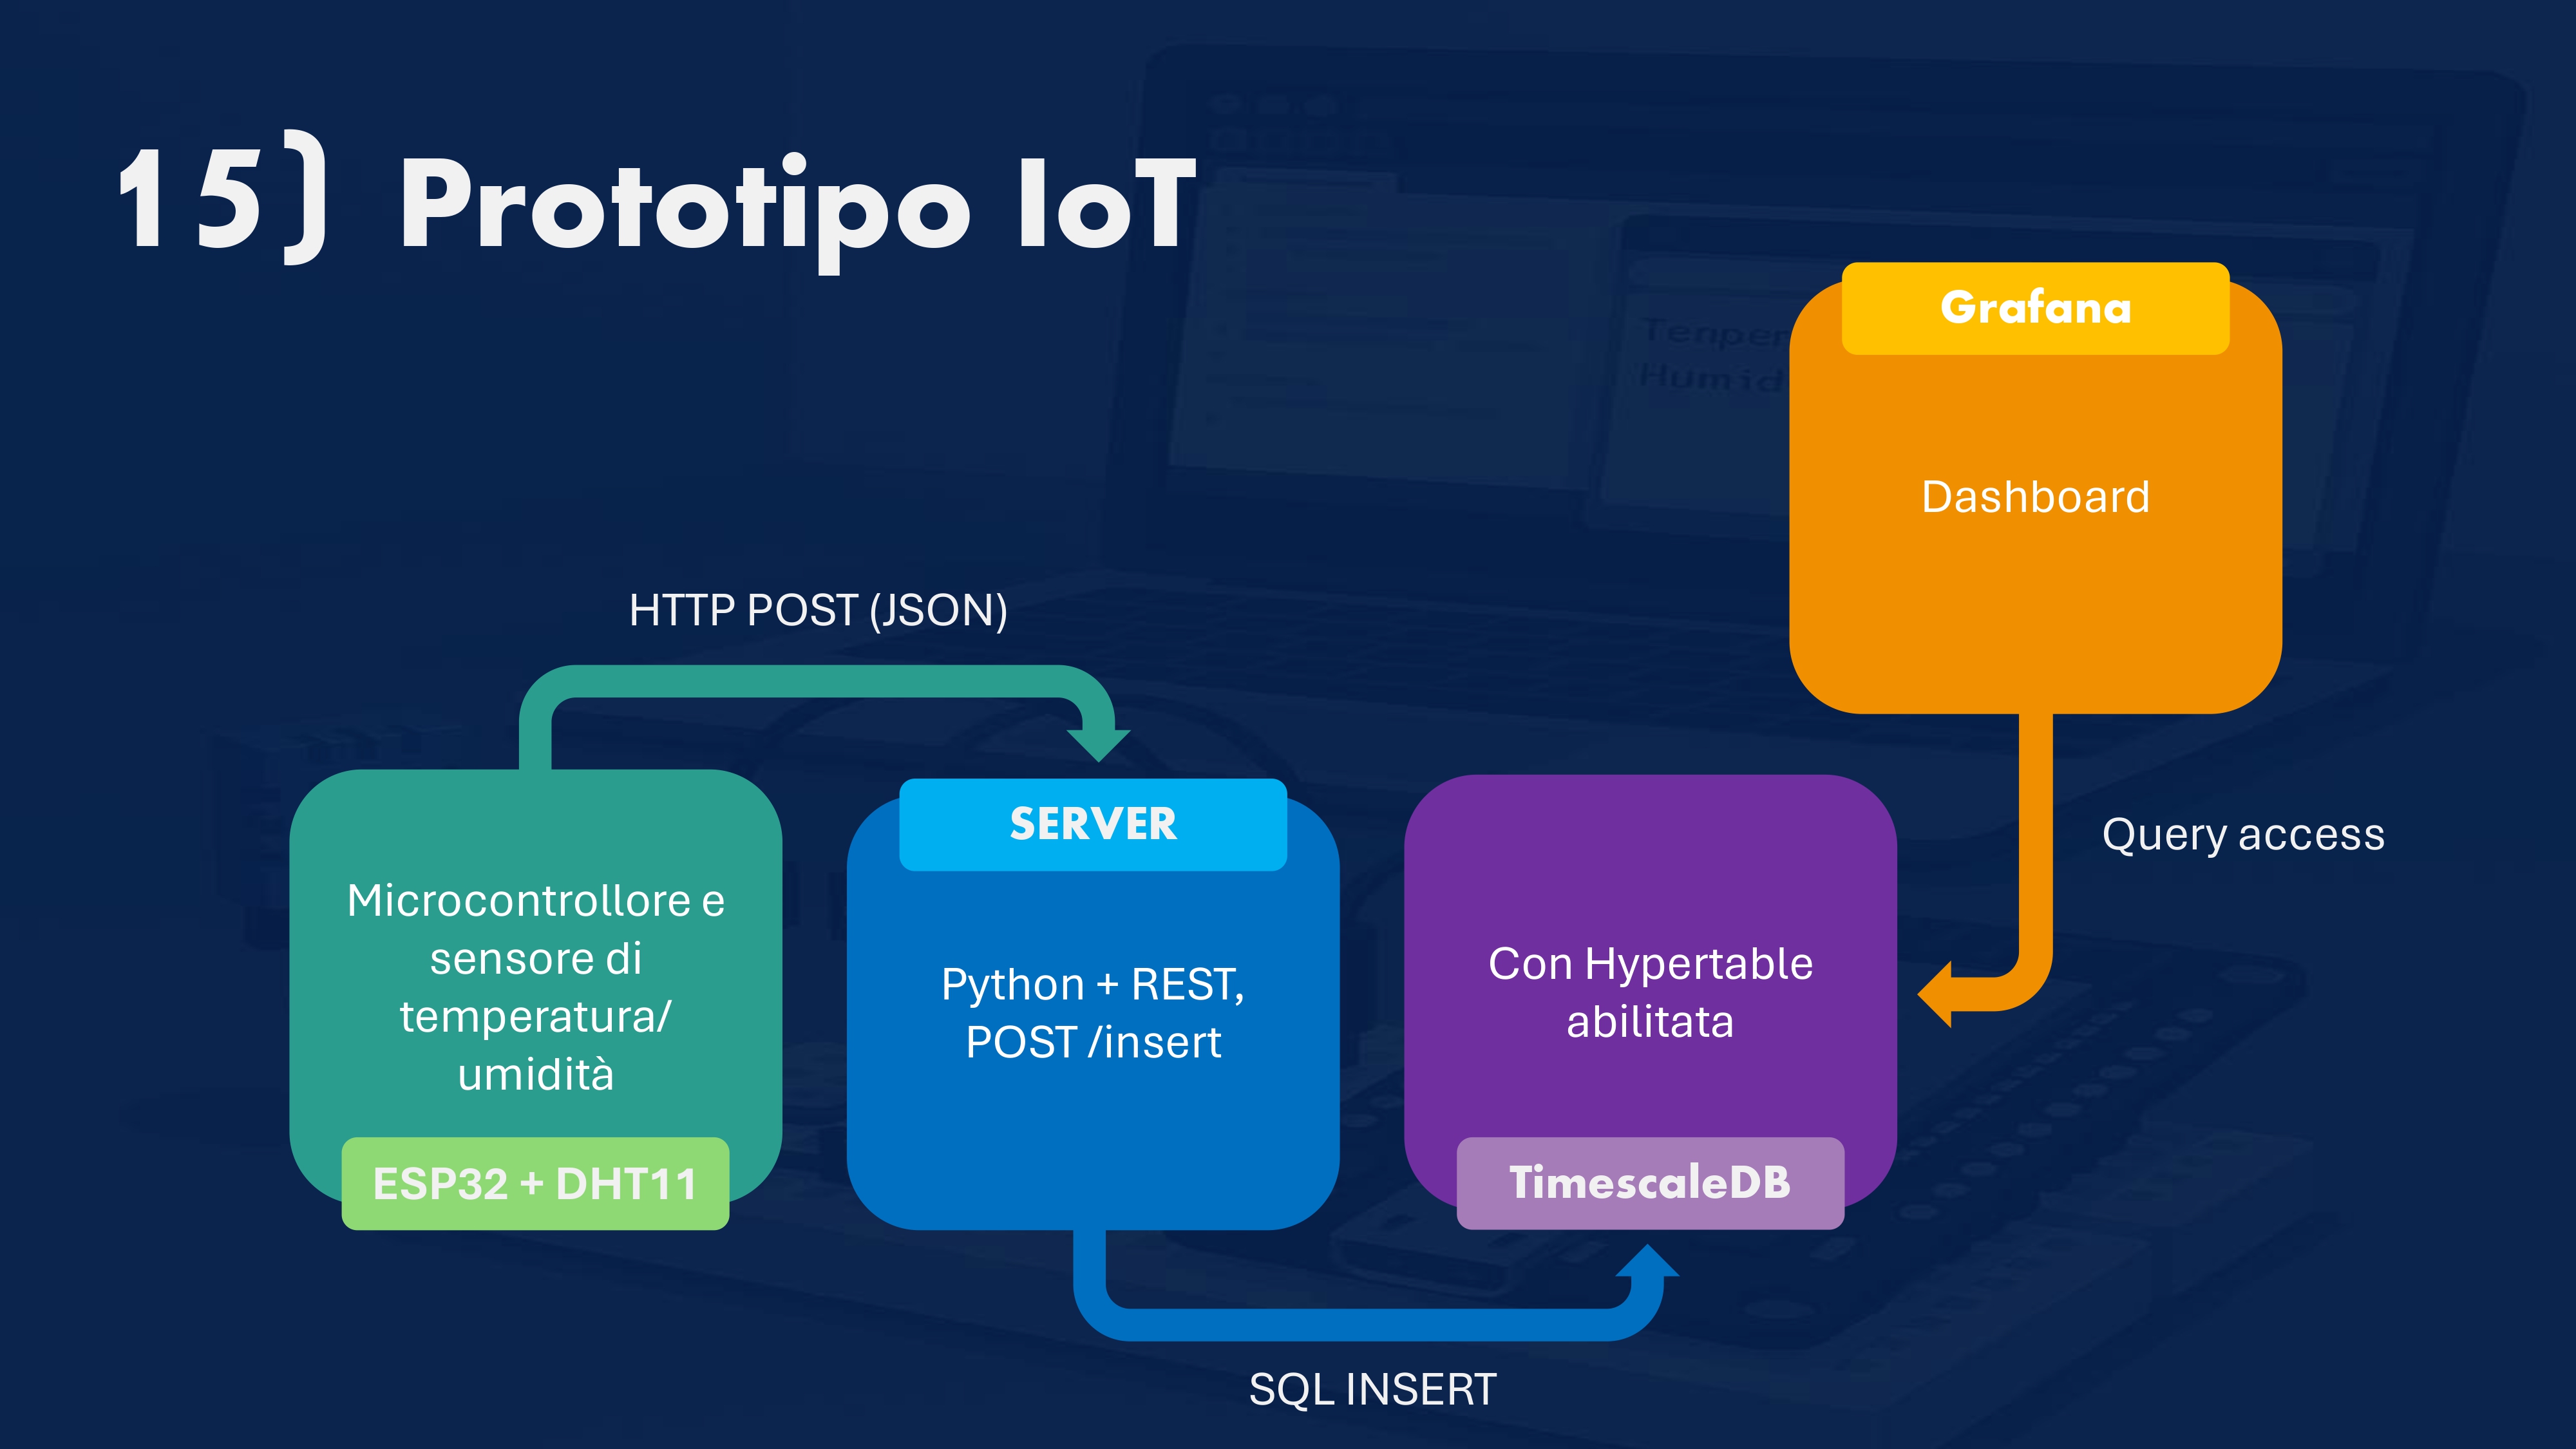 15) Prototipo IoT
Grafana
Dashboard
HTTP POST (JSON)
Query access
Microcontrollore e
sensore di
temperatura/
umidità
ESP32 + DHT11
SERVER
Python + REST,
POST /insert
Con Hypertable
abilitata
TimescaleDB
SQL INSERT
Tenper
Humid